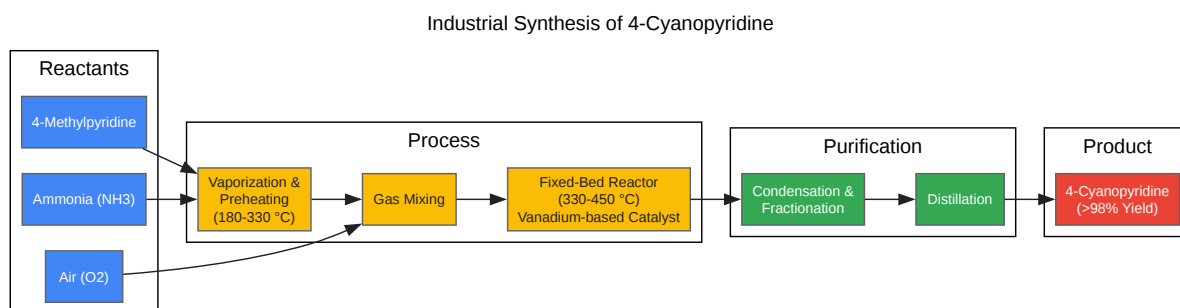 Industrial Synthesis of 4-Cyanopyridine
Reactants
4-Methylpyridine
Ammonia (NH3)
Air (O2)
Process
Vaporization &
Preheating
(180-330 °C)
Gas Mixing
Fixed-Bed Reactor
(330-450 °C)
Vanadium-based Catalyst
Purification
Condensation &
Fractionation
Distillation
Product
4-Cyanopyridine
(>98% Yield)